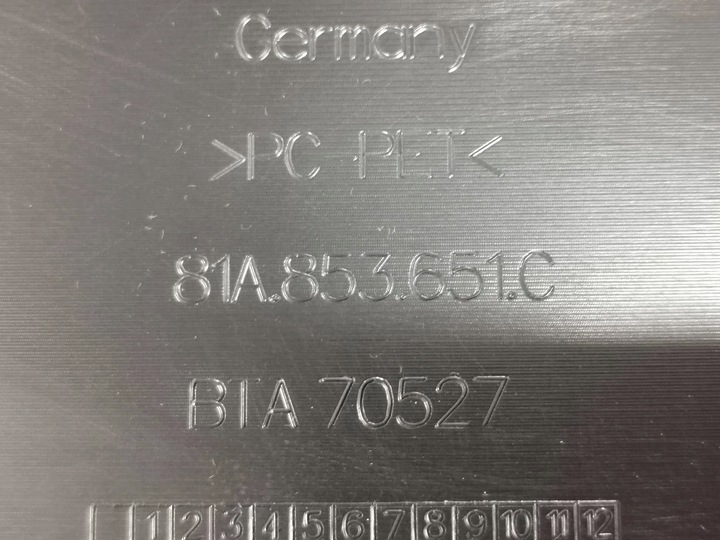 Germany
>PC PET<
81A.853.651.C
BTA 70527
1 2 3 4 5 6 7 8 9 10 11 12